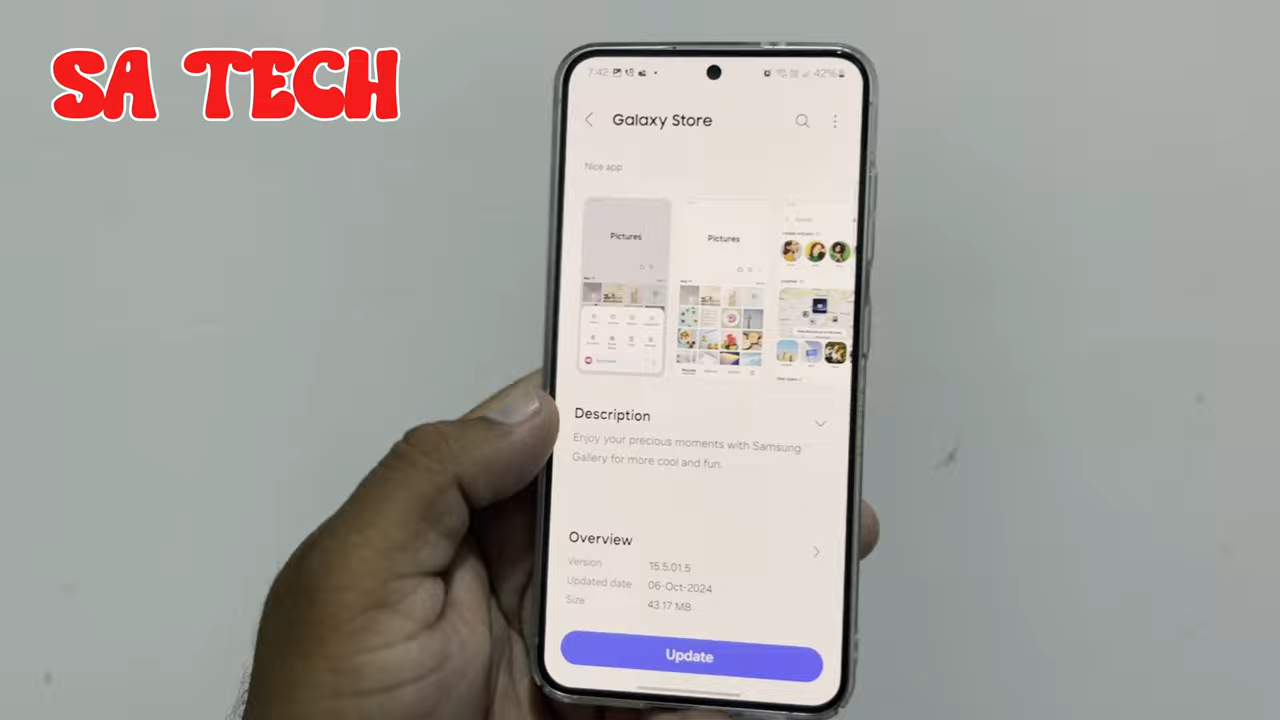 SA TECH
7:42
42%
Galaxy Store
Nice app
Pictures
Pictures
Description
Enjoy your precious moments with Samsung
Gallery for more cool and fun.
Overview
Version 15.5.01.5
Updated date 06-Oct-2024
Size 43.17 MB
Update